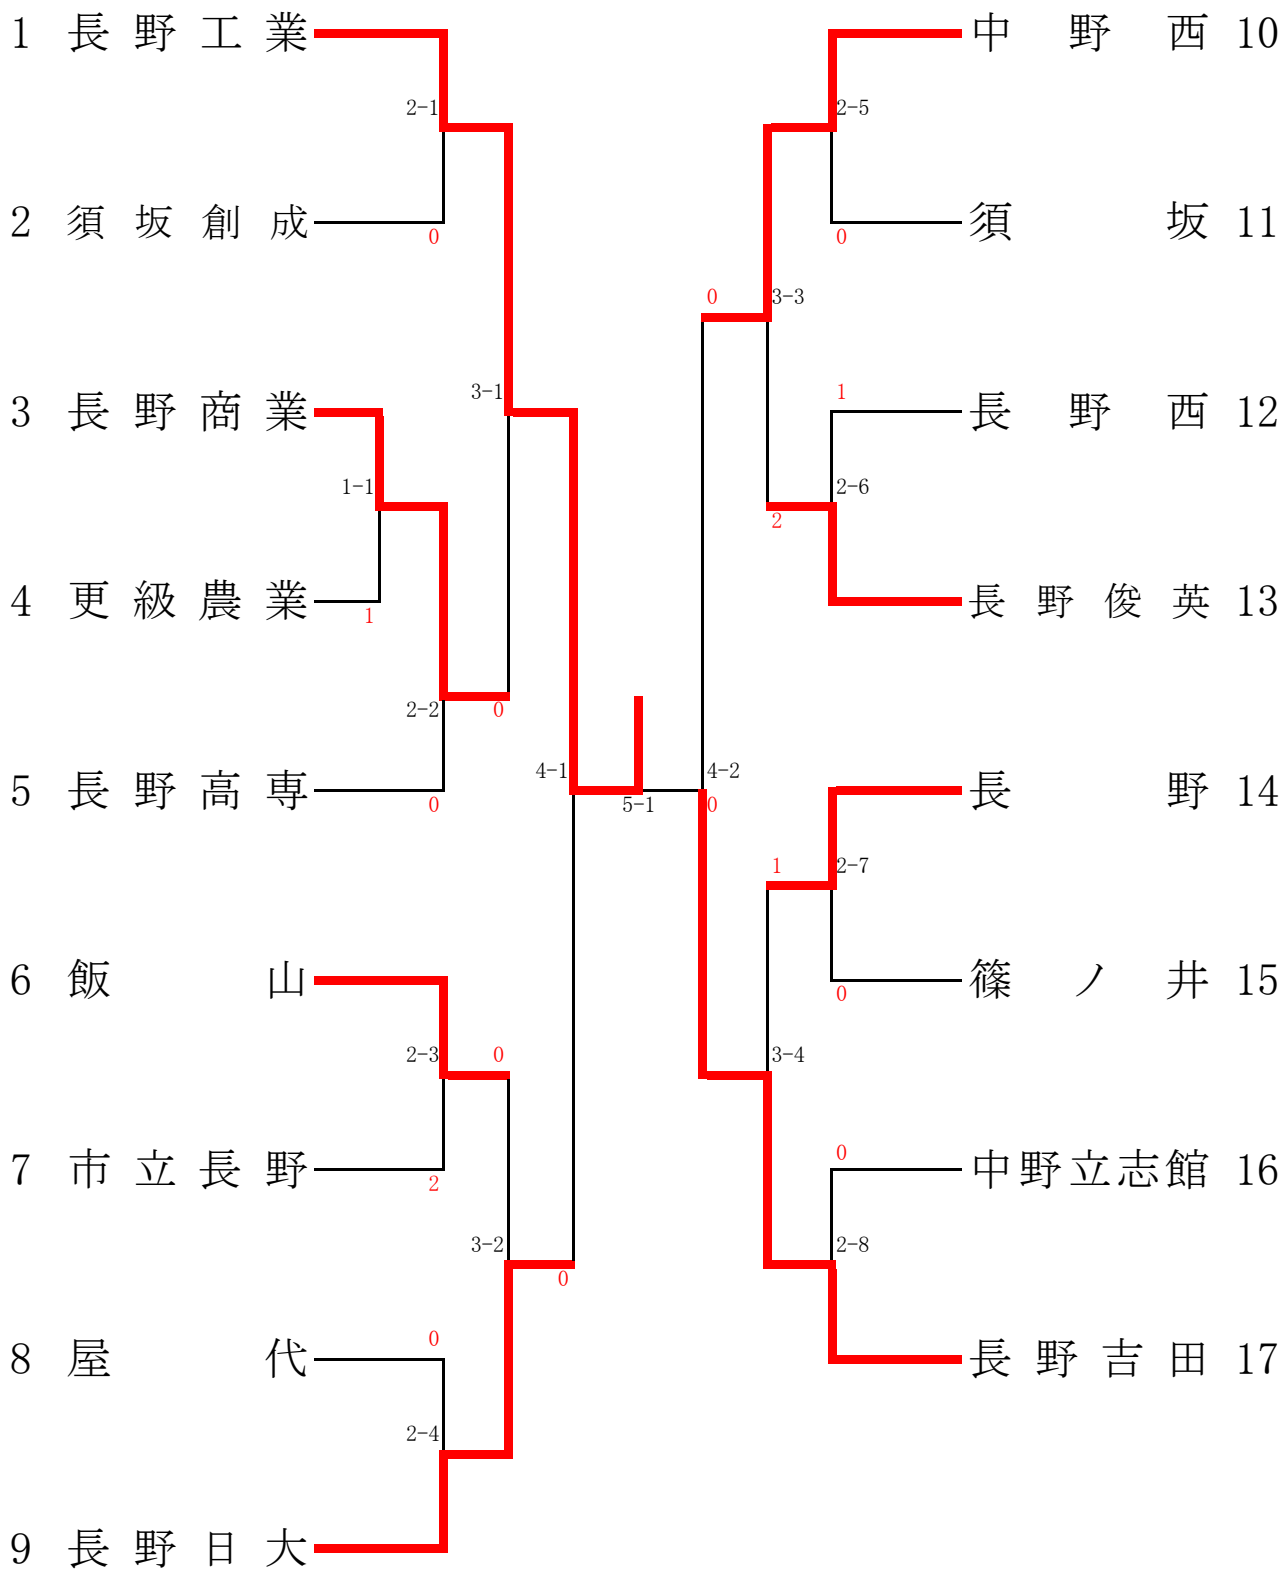 1 長野工業
2-1
2 須坂創成
0
3-1
3 長野商業
1-1
4 更級農業
1
2-2
0
4-1
5 長野高専
0
5-1
6 飯山
2-3
0
7 市立長野
2
3-2
0
8 屋代
0
2-4
9 長野日大
中野西 10
2-5
須坂 11
0
0
3-3
1
長野西 12
2-6
2
長野俊英 13
4-2
0
長野 14
1
2-7
篠ノ井 15
0
3-4
0
中野立志館 16
2-8
長野吉田 17